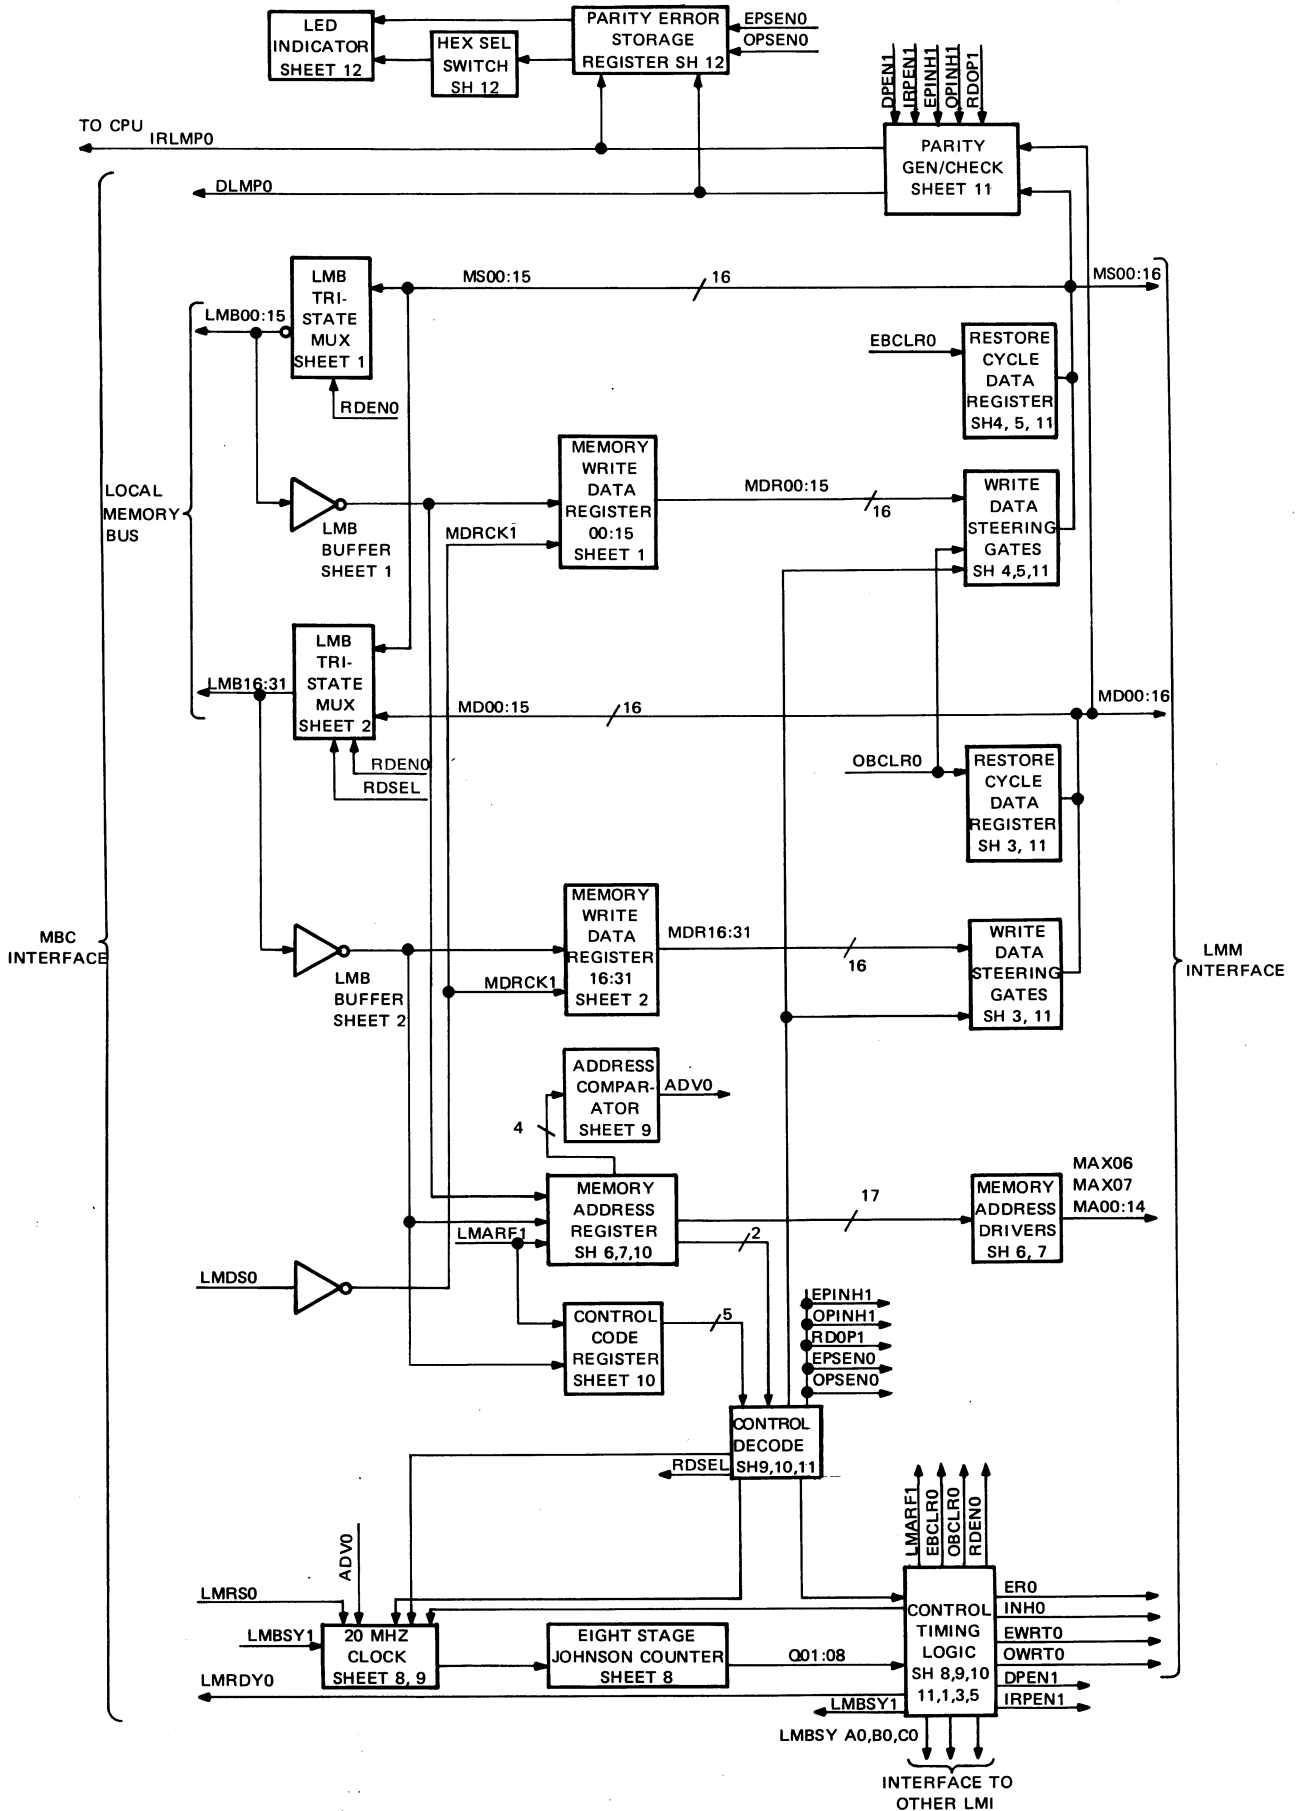 LED
INDICATOR
SHEET 12
HEX SEL
SWITCH
SH 12
PARITY ERROR
STORAGE
REGISTER SH 12
EPSEN0
OPSEN0
DPEN1
IRPEN1
EPINH1
OPINH1
RDOP1
TO CPU
IRLMP0
PARITY
GEN/CHECK
SHEET 11
DLMP0
LMB
TRI-
STATE
MUX
SHEET 1
MS00:15
16
MS00:16
LMB00:15
RDEN0
EBCLR0
RESTORE
CYCLE
DATA
REGISTER
SH4, 5, 11
LOCAL
MEMORY
BUS
LMB
BUFFER
SHEET 1
MEMORY
WRITE
DATA
REGISTER
00:15
SHEET 1
MDRCK1
MDR00:15
16
WRITE
DATA
STEERING
GATES
SH 4,5,11
LMB
TRI-
STATE
MUX
SHEET 2
LMB16:31
MD00:15
16
MD00:16
RDEN0
RDSEL
OBCLR0
RESTORE
CYCLE
DATA
REGISTER
SH 3, 11
MBC
INTERFACE
LMB
BUFFER
SHEET 2
MEMORY
WRITE
DATA
REGISTER
16:31
SHEET 2
MDRCK1
MDR16:31
16
WRITE
DATA
STEERING
GATES
SH 3, 11
LMM
INTERFACE
ADDRESS
COMPAR-
ATOR
SHEET 9
ADV0
4
MEMORY
ADDRESS
REGISTER
SH 6,7,10
LMARF1
17
2
MEMORY
ADDRESS
DRIVERS
SH 6, 7
MAX06
MAX07
MA00:14
LMDS0
CONTROL
CODE
REGISTER
SHEET 10
5
EPINH1
OPINH1
RDOP1
EPSEN0
OPSEN0
CONTROL
DECODE
SH9,10,11
RDSEL
LMARF1
EBCLR0
OBCLR0
RDEN0
ADV0
LMRS0
LMBSY1
20 MHZ
CLOCK
SHEET 8, 9
EIGHT STAGE
JOHNSON COUNTER
SHEET 8
Q01:08
CONTROL
TIMING
LOGIC
SH 8,9,10
11,1,3,5
ER0
INH0
EWRT0
OWRT0
DPEN1
IRPEN1
LMRDY0
LMBSY1
LMBSY A0,B0,C0
INTERFACE TO
OTHER LMI